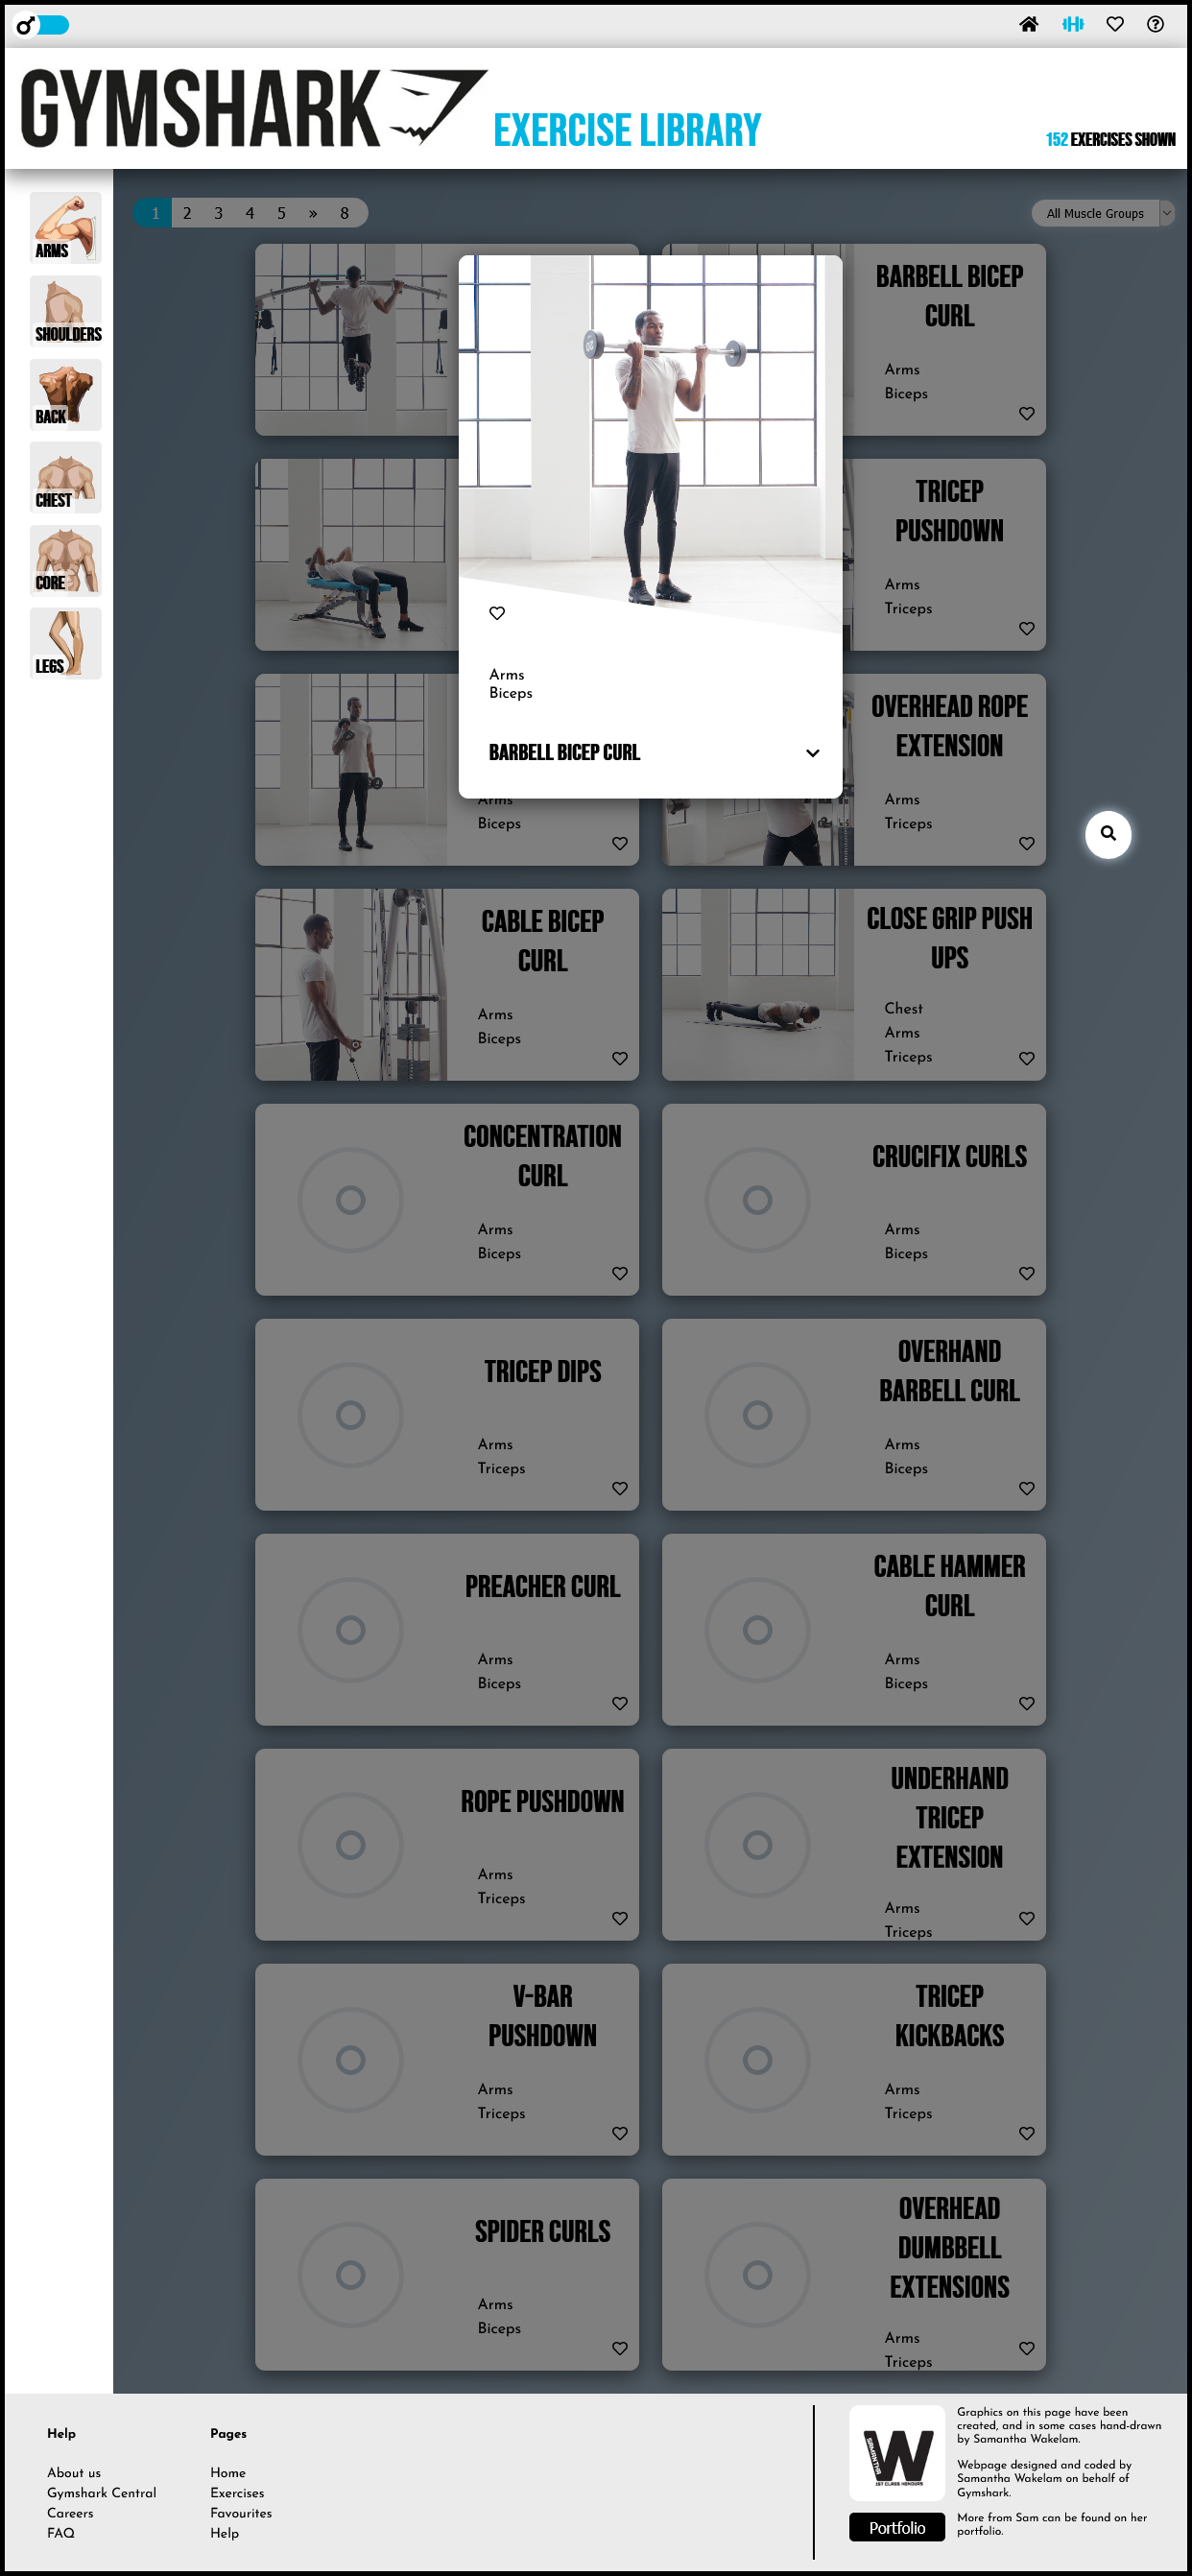 GYMSHARK
EXERCISE LIBRARY
152 EXERCISES SHOWN
ARMS
SHOULDERS
BACK
CHEST
CORE
LEGS
1 2 3 4 5 » 8
All Muscle Groups
BARBELL BICEP
CURL
Arms
Biceps
TRICEP
PUSHDOWN
Arms
Triceps
Arms
Biceps
BARBELL BICEP CURL
Arms
Biceps
OVERHEAD ROPE
EXTENSION
Arms
Triceps
CABLE BICEP
CURL
Arms
Biceps
CLOSE GRIP PUSH
UPS
Chest
Arms
Triceps
CONCENTRATION
CURL
Arms
Biceps
CRUCIFIX CURLS
Arms
Biceps
TRICEP DIPS
Arms
Triceps
OVERHAND
BARBELL CURL
Arms
Biceps
PREACHER CURL
Arms
Biceps
CABLE HAMMER
CURL
Arms
Biceps
ROPE PUSHDOWN
Arms
Triceps
UNDERHAND
TRICEP
EXTENSION
Arms
Triceps
V-BAR
PUSHDOWN
Arms
Triceps
TRICEP
KICKBACKS
Arms
Triceps
SPIDER CURLS
Arms
Biceps
OVERHEAD
DUMBBELL
EXTENSIONS
Arms
Triceps
Help
About us
Gymshark Central
Careers
FAQ
Pages
Home
Exercises
Favourites
Help
SAMANTHA
W
1ST CLASS HONOURS
Portfolio
Graphics on this page have been
created, and in some cases hand-drawn
by Samantha Wakelam.
Webpage designed and coded by
Samantha Wakelam on behalf of
Gymshark.
More from Sam can be found on her
portfolio.